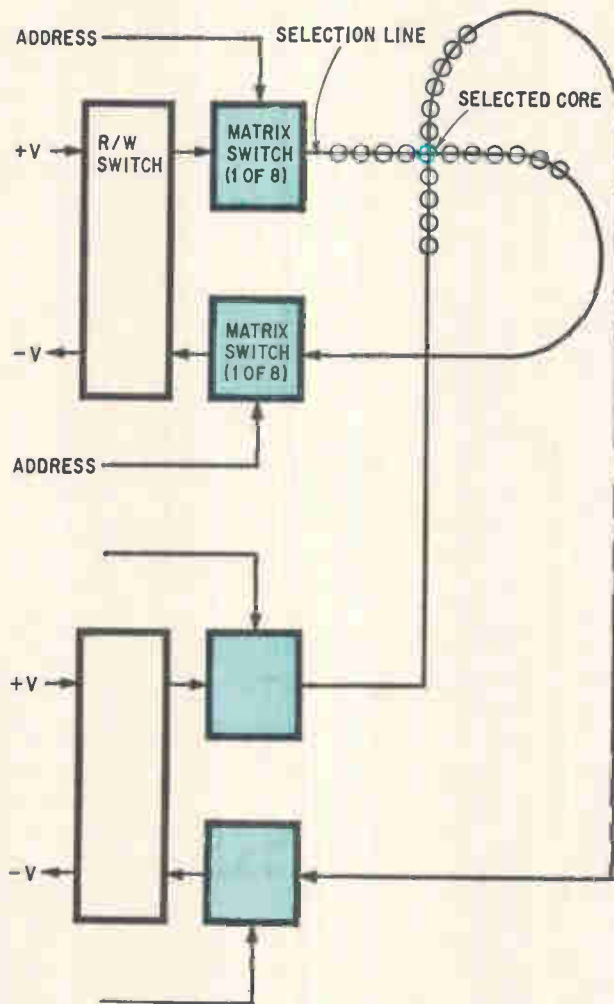 ADDRESS
SELECTION LINE
SELECTED CORE
+V
R/W
SWITCH
MATRIX
SWITCH
(1 OF 8)
-V
MATRIX
SWITCH
(1 OF 8)
ADDRESS
+V
-V